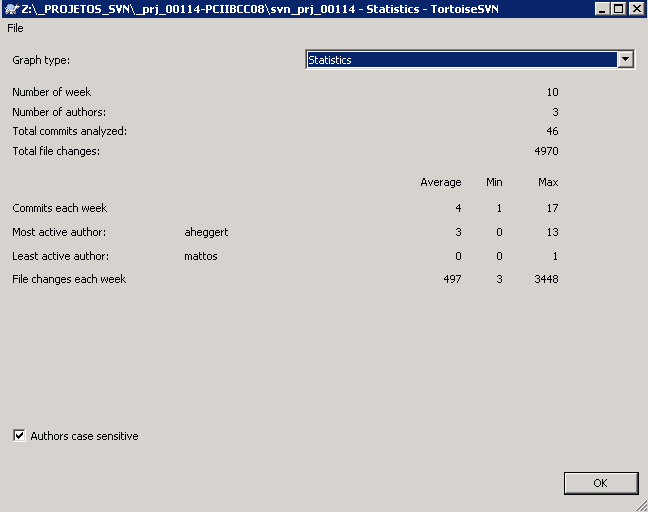 Z:\_PROJETOS_SVN\_prj_00114-PCIIBCC08\svn_prj_00114 - Statistics - TortoiseSVN
File
Graph type: Statistics
Number of week 10
Number of authors: 3
Total commits analyzed: 46
Total file changes: 4970
Average Min Max
Commits each week 4 1 17
Most active author: aheggert 3 0 13
Least active author: mattos 0 0 1
File changes each week 497 3 3448
Authors case sensitive
OK